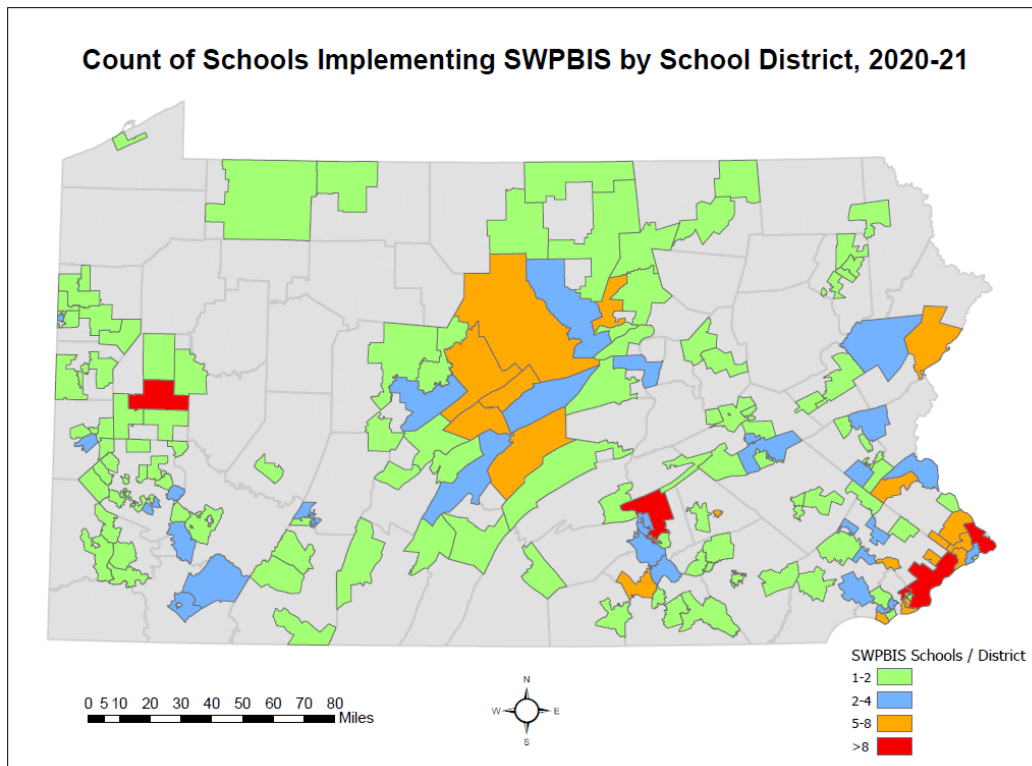 Count of Schools Implementing SWPBIS by School District, 2020-21
SWPBIS Schools / District
1-2
2-4
5-8
>8
0 5 10 20 30 40 50 60 70 80
Miles
N
W E
S